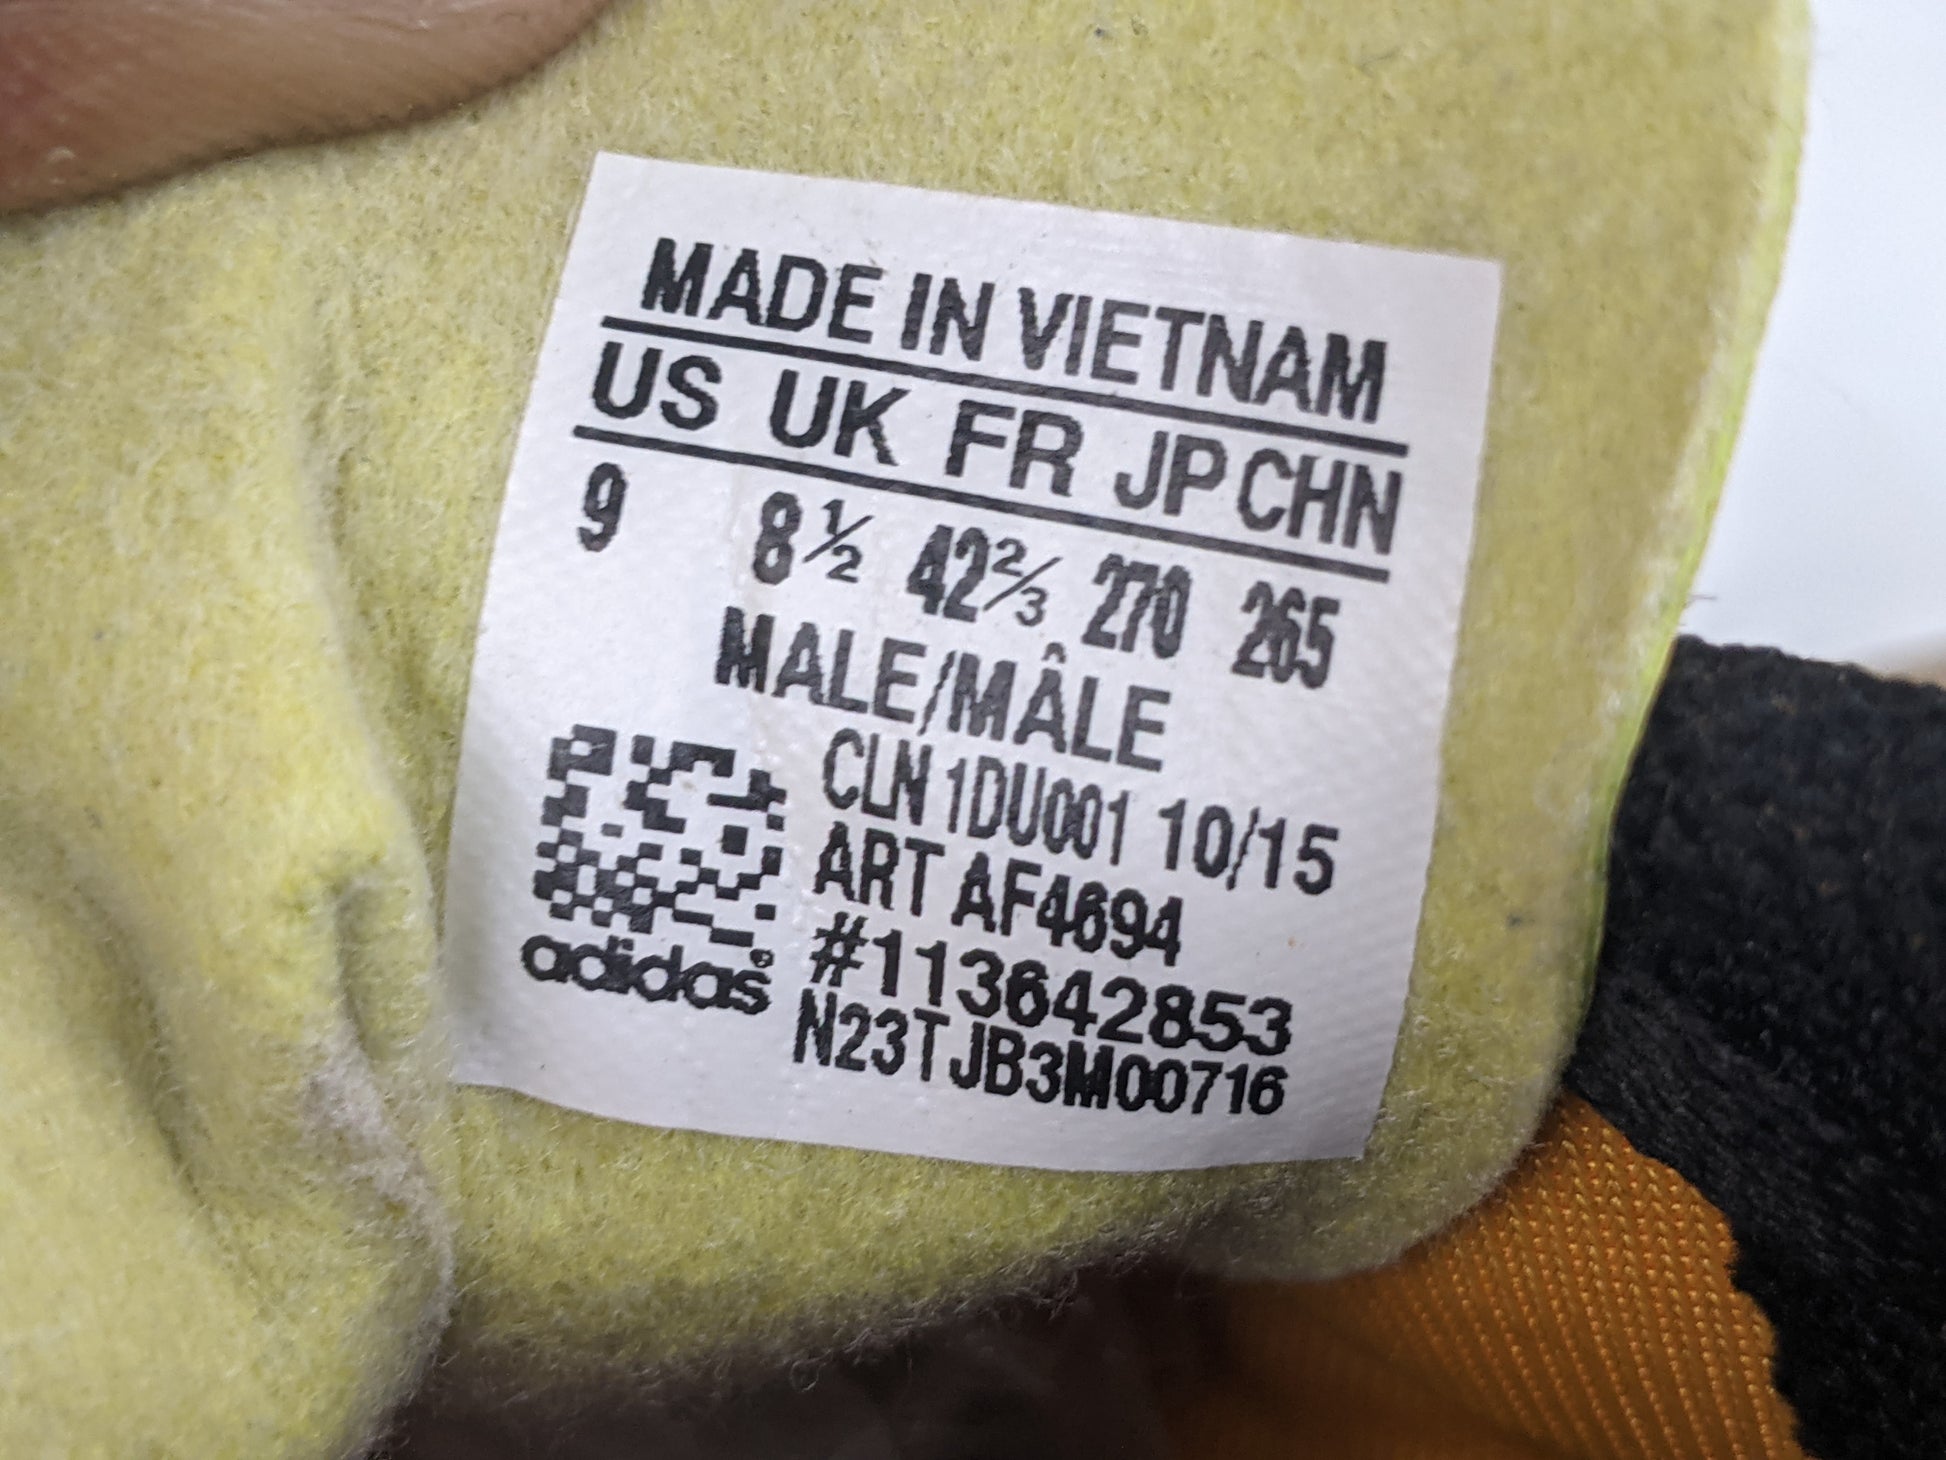 MADE IN VIETNAM
US UK FR JP CHN
9 8½ 42⅔ 270 265
MALE/MÂLE
CLN 1DU001 10/15
ART AF4694
#113642853
adidas®
N23TJB3M00716